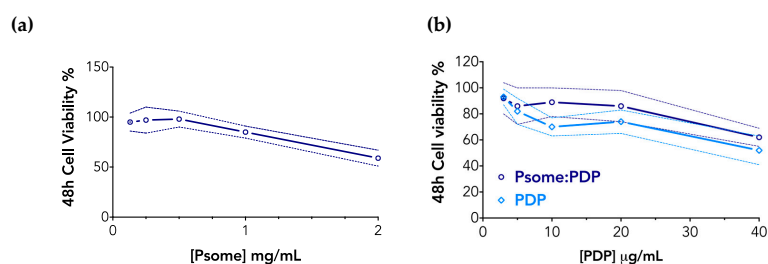 (a)
48h Cell Viability %
150
100
50
0
0
1
2
[Psome] mg/mL
(b)
48h Cell viability %
120
100
80
60
40
20
0
Psome:PDP
PDP
0
10
20
30
40
[PDP] µg/mL